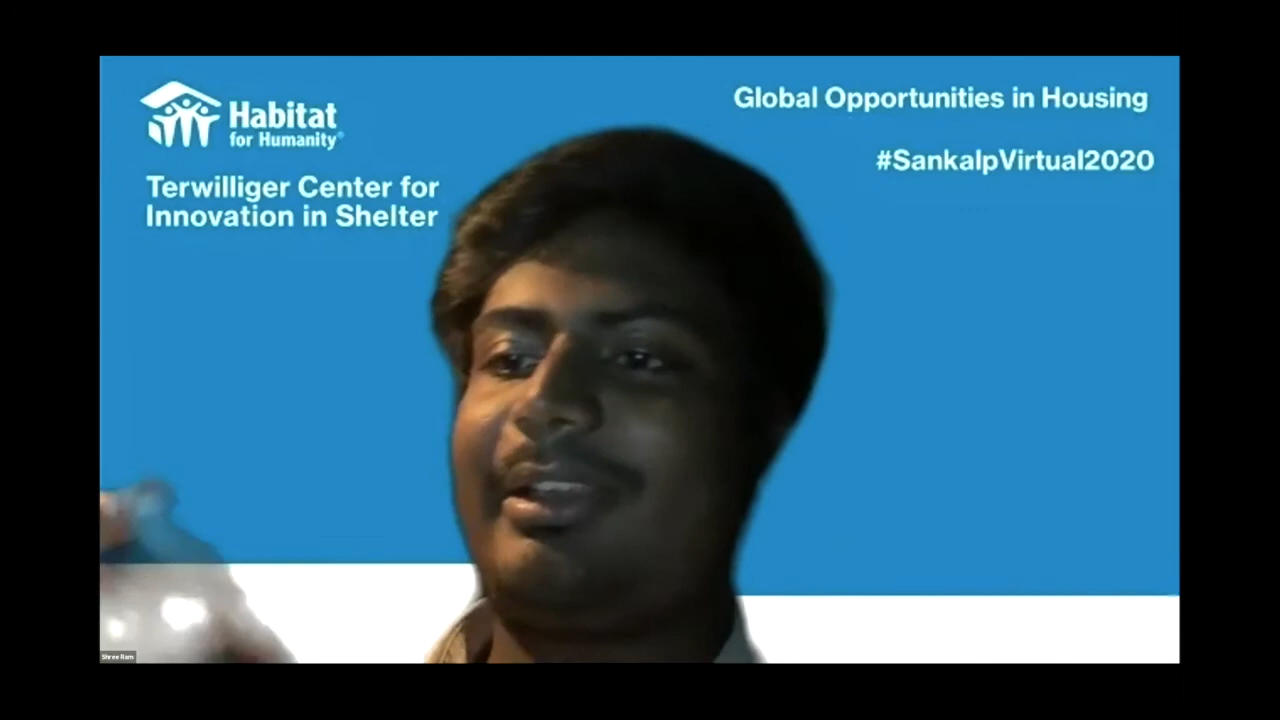 Habitat
for Humanity®
Terwilliger Center for
Innovation in Shelter
Global Opportunities in Housing
#SankalpVirtual2020
Shree Ram